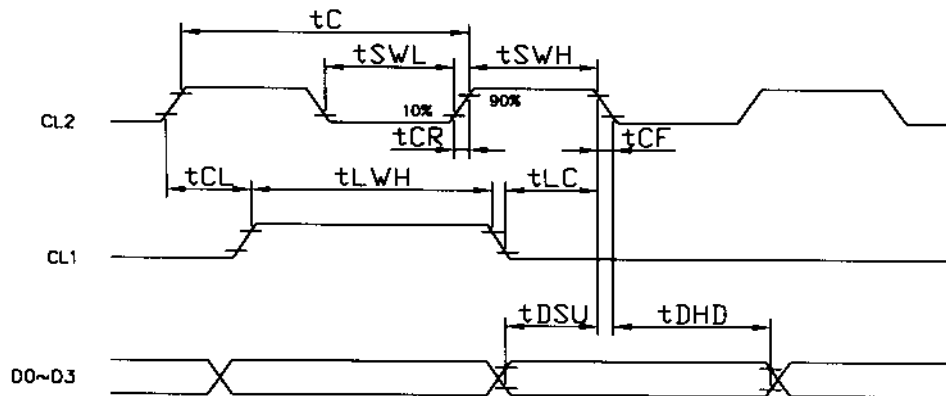 tC
tSWL tSWH
CL2 10% 90%
tCR tCF
tCL tLWH tLC
CL1
tDSU tDHD
D0~D3